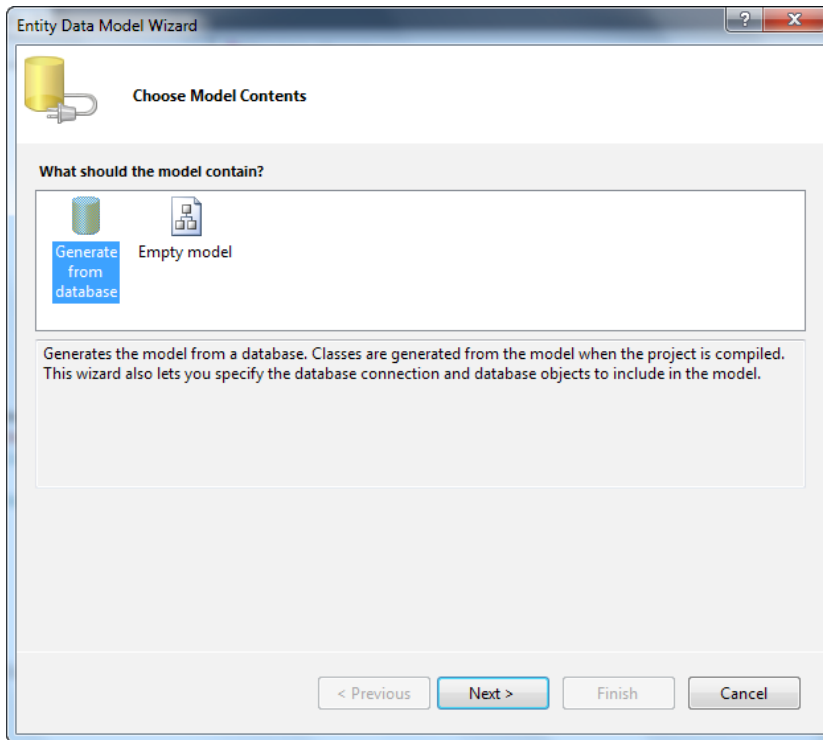 Entity Data Model Wizard
?
X
Choose Model Contents
What should the model contain?
Generate
from
database
Empty model
Generates the model from a database. Classes are generated from the model when the project is compiled.
This wizard also lets you specify the database connection and database objects to include in the model.
< Previous
Next >
Finish
Cancel